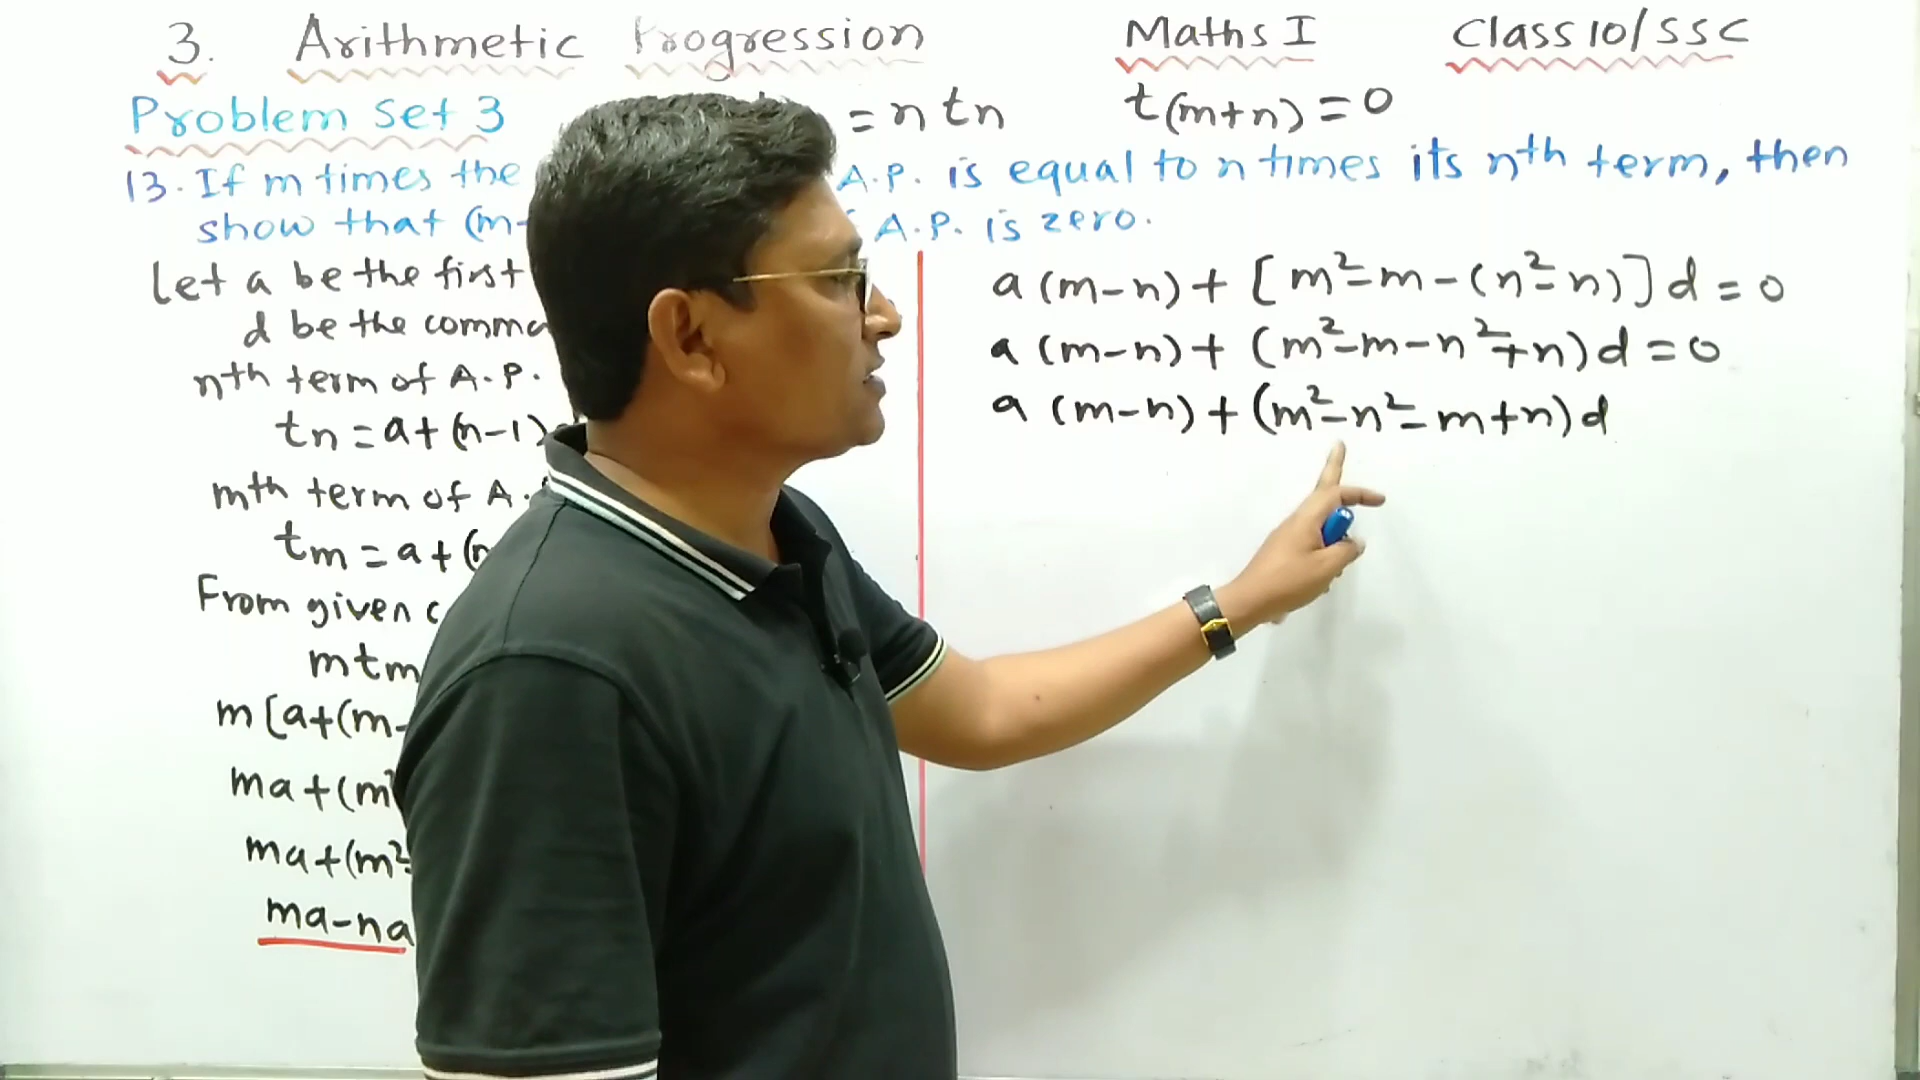 3. Arithmetic Progression Maths I Class 10/SSC
Problem Set 3 = n tn t(m+n) = 0
13. If m times the A.P. is equal to n times its nth term, then
show that (m- A.P. is zero.
Let a be the first
d be the comm
nth term of A.P.
tn = a+(n-1)
mth term of A.
tm = a+(
From given
mtm
m[a+(m-
ma+(m²
ma+(m²-
ma-na
a(m-n)+[m²-m-(n²-n)]d=0
a(m-n)+(m²-m-n²+n)d=0
a(m-n)+(m²-n²-m+n)d